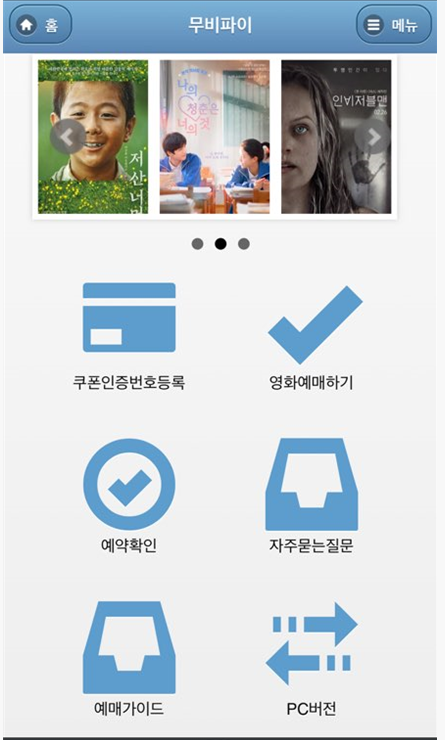 홈
무비파이
메뉴
저 산 너머
나의
청춘은
너의 것
인비저블맨
02.26
쿠폰인증번호등록
영화예매하기
예약확인
자주묻는질문
예매가이드
PC버전